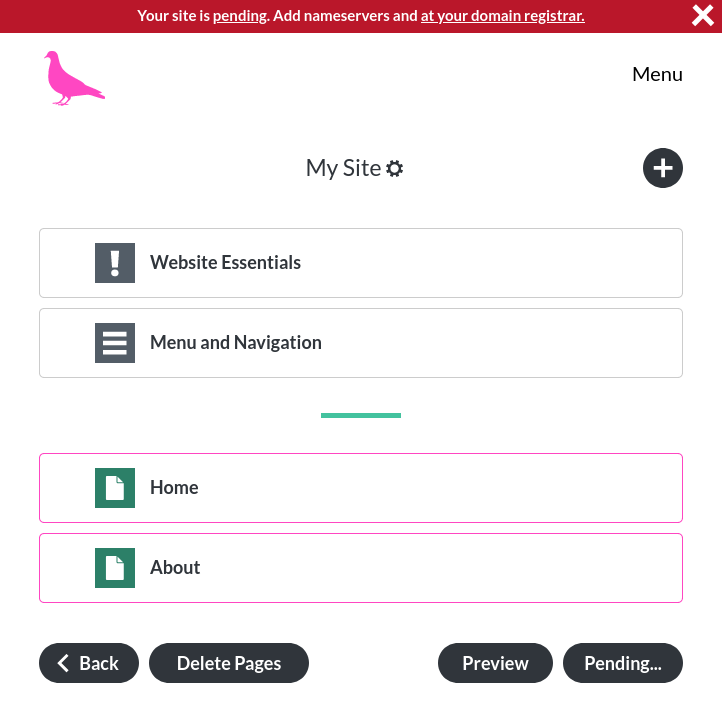 Your site is pending. Add nameservers and at your domain registrar.
Menu
My Site
Website Essentials
Menu and Navigation
Home
About
Back
Delete Pages
Preview
Pending...